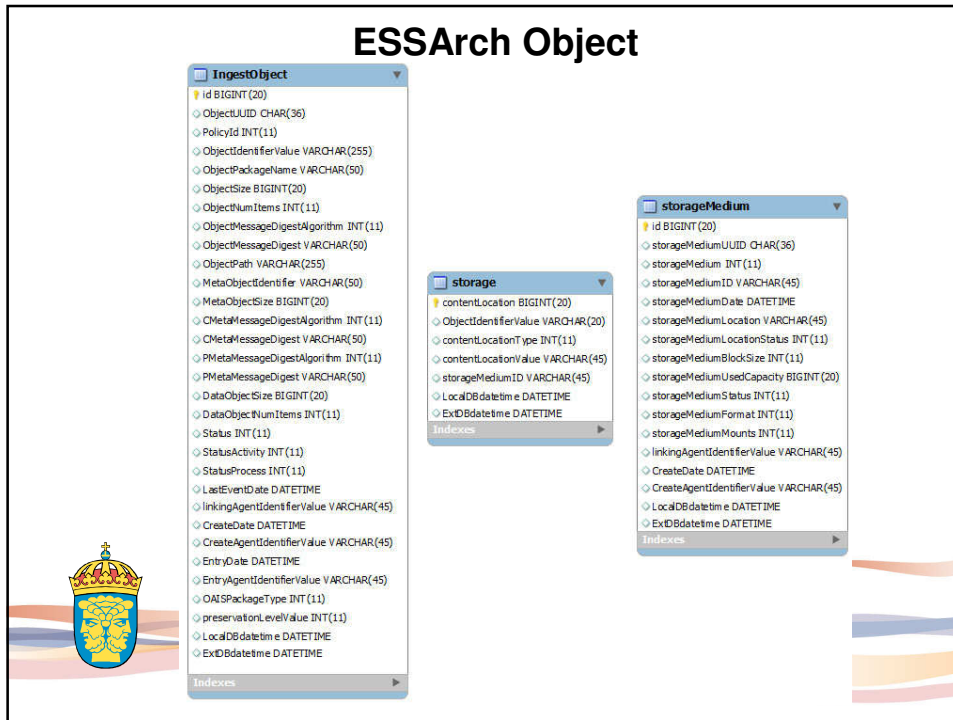 ESSArch Object
IngestObject
id BIGINT(20)
ObjectUUID CHAR(36)
PolicyId INT(11)
ObjectIdentifierValue VARCHAR(255)
ObjectPackageName VARCHAR(50)
ObjectSize BIGINT(20)
ObjectNumItems INT(11)
ObjectMessageDigestAlgorithm INT(11)
ObjectMessageDigest VARCHAR(50)
ObjectPath VARCHAR(255)
MetaObjectIdentifier VARCHAR(50)
MetaObjectSize BIGINT(20)
CMetaMessageDigestAlgorithm INT(11)
CMetaMessageDigest VARCHAR(50)
PMetaMessageDigestAlgorithm INT(11)
PMetaMessageDigest VARCHAR(50)
DataObjectSize BIGINT(20)
DataObjectNumItems INT(11)
Status INT(11)
StatusActivity INT(11)
StatusProcess INT(11)
LastEventDate DATETIME
linkingAgentIdentifierValue VARCHAR(45)
CreateDate DATETIME
CreateAgentIdentifierValue VARCHAR(45)
EntryDate DATETIME
EntryAgentIdentifierValue VARCHAR(45)
OAISPackageType INT(11)
preservationLevelValue INT(11)
LocalDBdatetime DATETIME
ExtDBdatetime DATETIME
Indexes
storage
contentLocation BIGINT(20)
ObjectIdentifierValue VARCHAR(20)
contentLocationType INT(11)
contentLocationValue VARCHAR(45)
storageMediumID VARCHAR(45)
LocalDBdatetime DATETIME
ExtDBdatetime DATETIME
Indexes
storageMedium
id BIGINT(20)
storageMediumUUID CHAR(36)
storageMedium INT(11)
storageMediumID VARCHAR(45)
storageMediumDate DATETIME
storageMediumLocation VARCHAR(45)
storageMediumLocationStatus INT(11)
storageMediumBlockSize INT(11)
storageMediumUsedCapacity BIGINT(20)
storageMediumStatus INT(11)
storageMediumFormat INT(11)
storageMediumMounts INT(11)
linkingAgentIdentifierValue VARCHAR(45)
CreateDate DATETIME
CreateAgentIdentifierValue VARCHAR(45)
LocalDBdatetime DATETIME
ExtDBdatetime DATETIME
Indexes